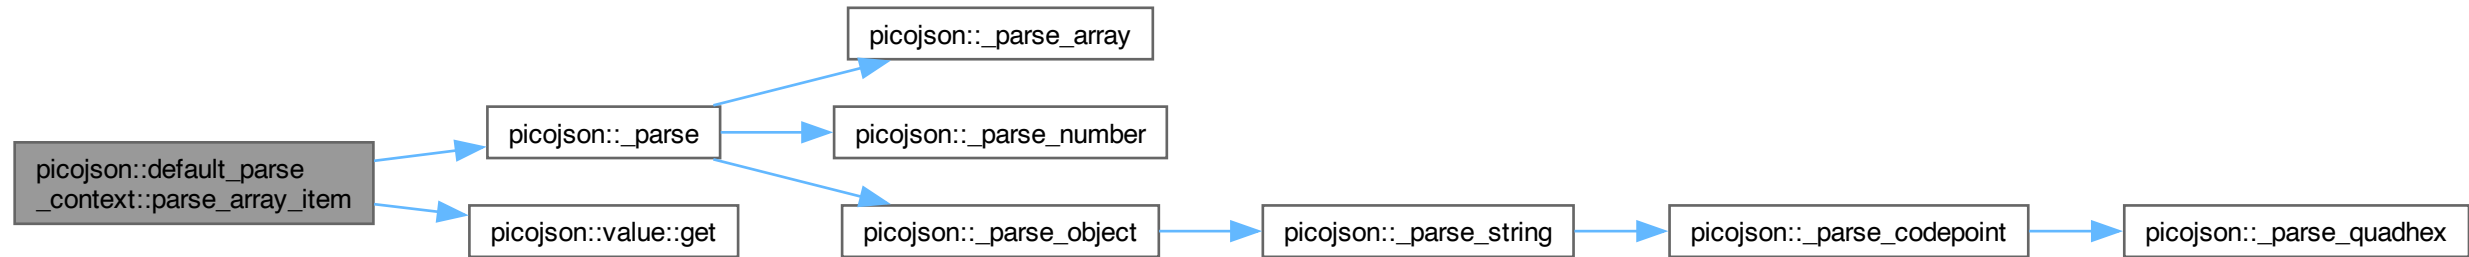 picojson::_parse_array
picojson::_parse
picojson::_parse_number
picojson::default_parse
_context::parse_array_item
picojson::value::get
picojson::_parse_object
picojson::_parse_string
picojson::_parse_codepoint
picojson::_parse_quadhex